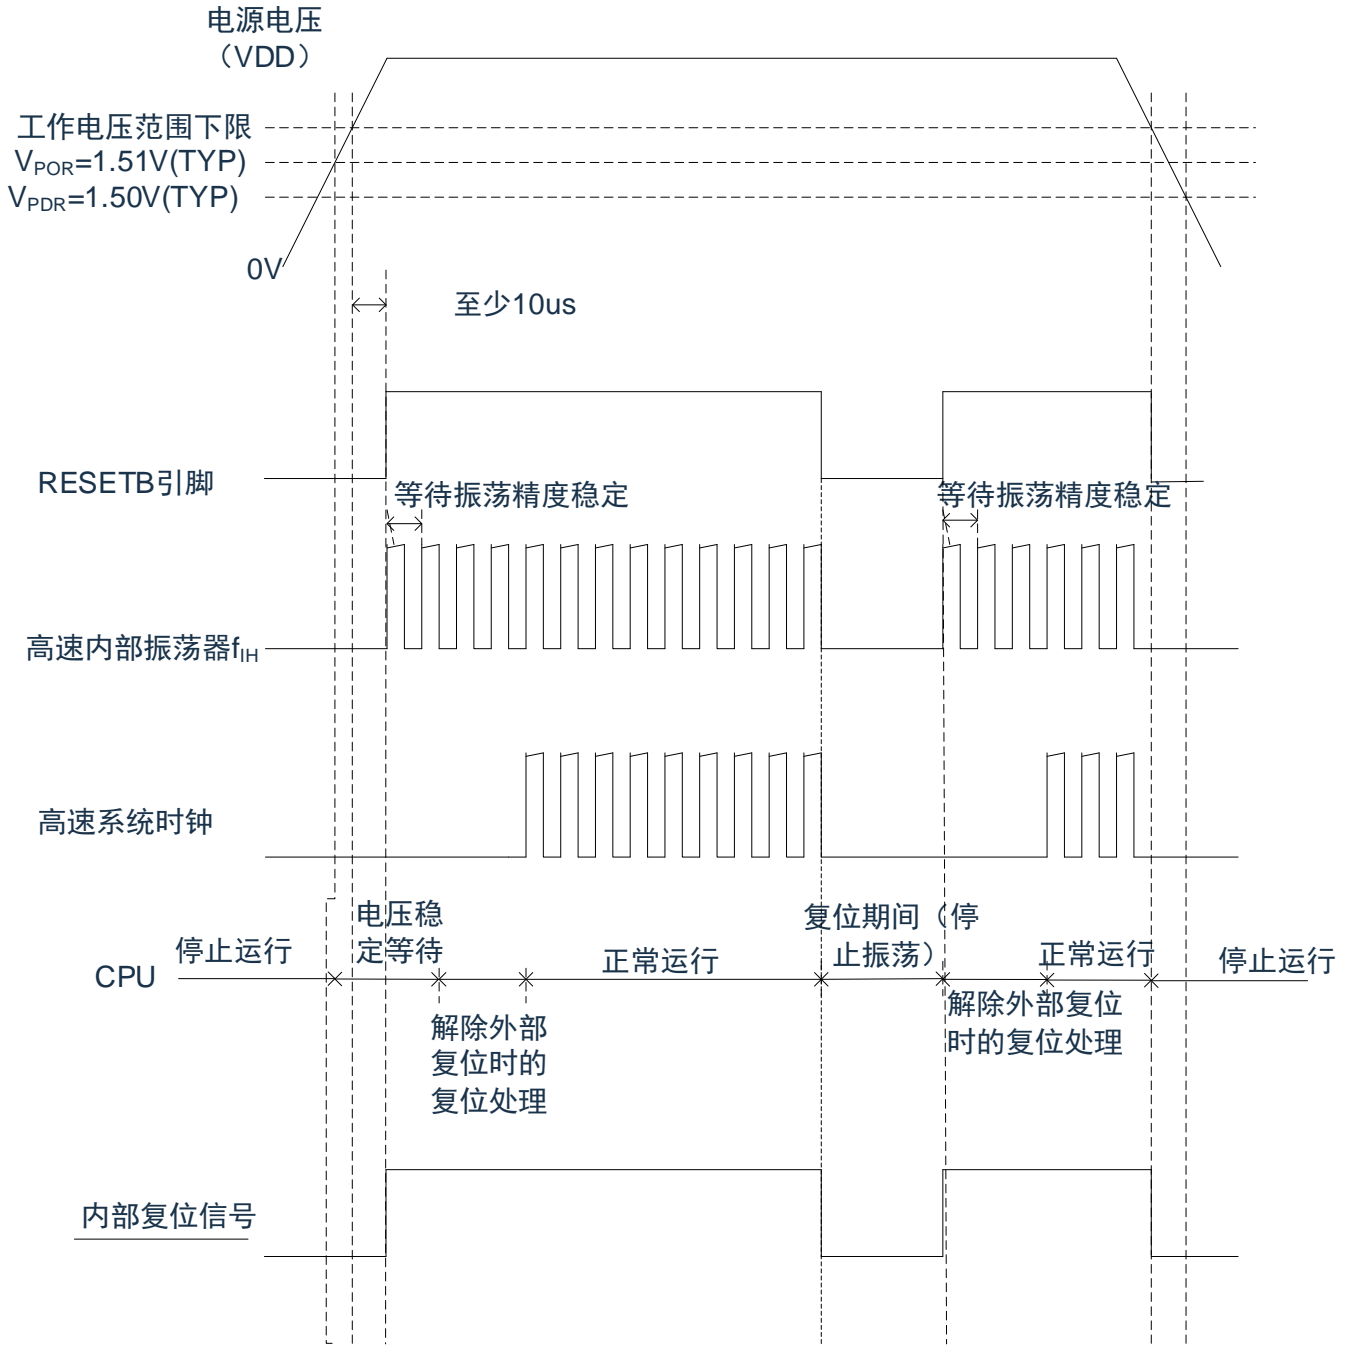 电源电压
（VDD）
工作电压范围下限
VPOR=1.51V(TYP)
VPDR=1.50V(TYP)
0V
至少10us
RESETB引脚
等待振荡精度稳定
等待振荡精度稳定
高速内部振荡器fIH
高速系统时钟
CPU
停止运行
电压稳
定等待
解除外部
复位时的
复位处理
正常运行
复位期间（停
止振荡）
解除外部复位
时的复位处理
正常运行
停止运行
内部复位信号